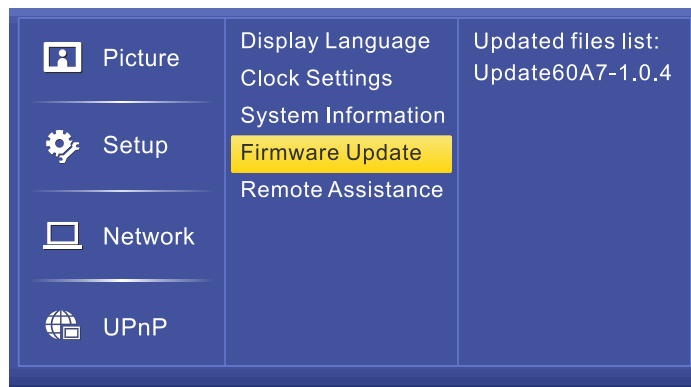 Picture
Setup
Network
UPnP
Display Language
Clock Settings
System Information
Firmware Update
Remote Assistance
Updated files list:
Update60A7-1.0.4